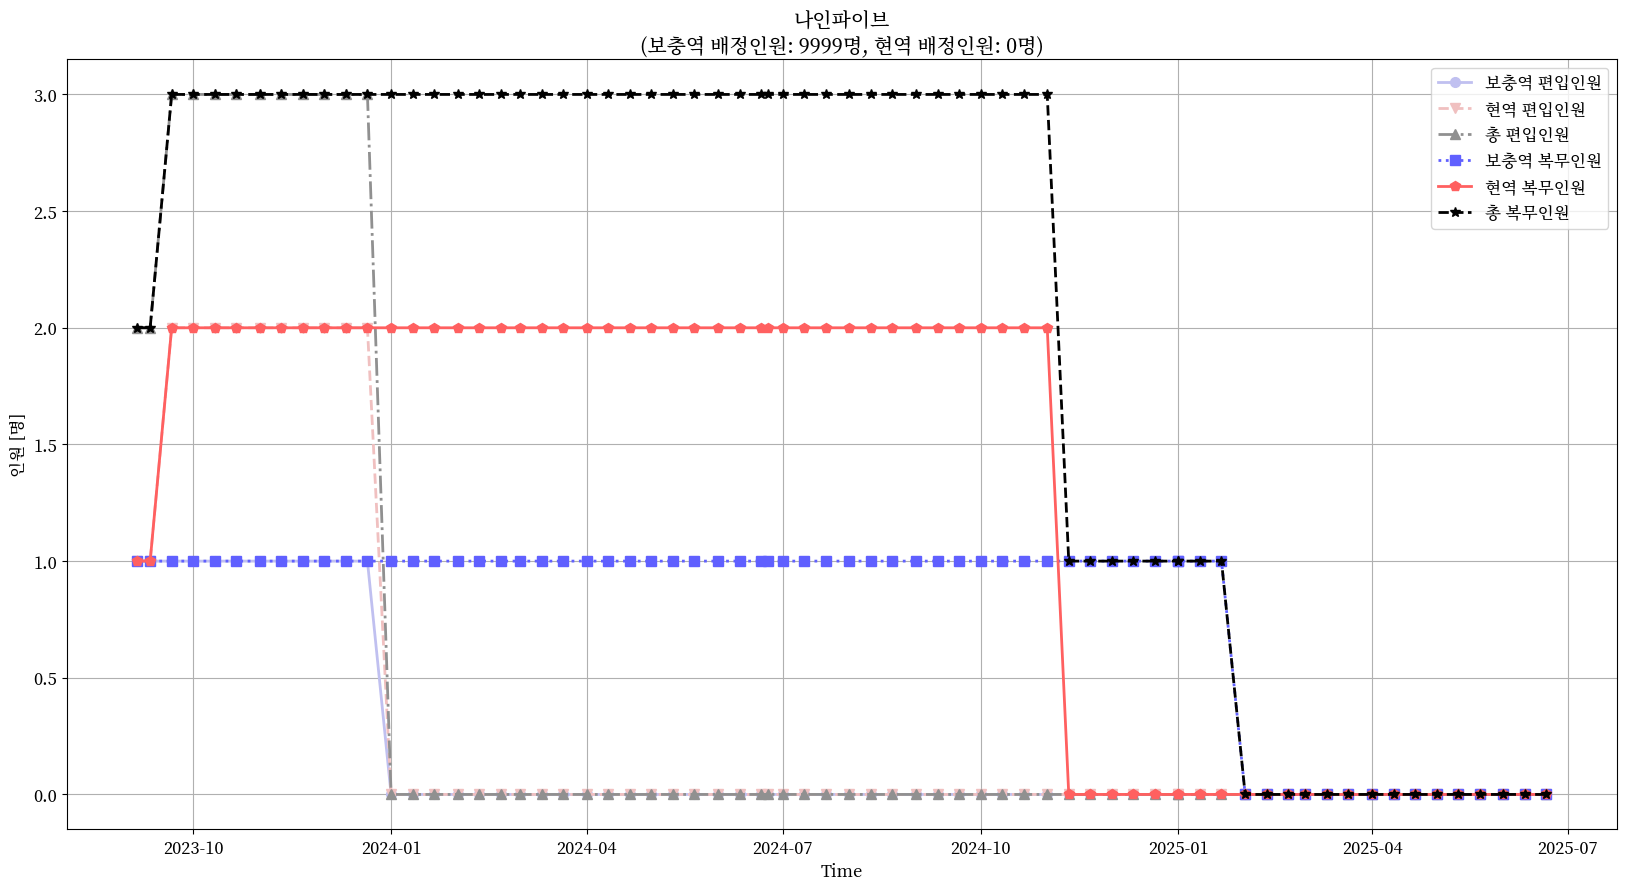 나인파이브
(보충역 배정인원: 9999명, 현역 배정인원: 0명)
보충역 편입인원
현역 편입인원
총 편입인원
보충역 복무인원
현역 복무인원
총 복무인원
인원 [명]
3.0
2.5
2.0
1.5
1.0
0.5
0.0
2023-10
2024-01
2024-04
2024-07
2024-10
2025-01
2025-04
2025-07
Time